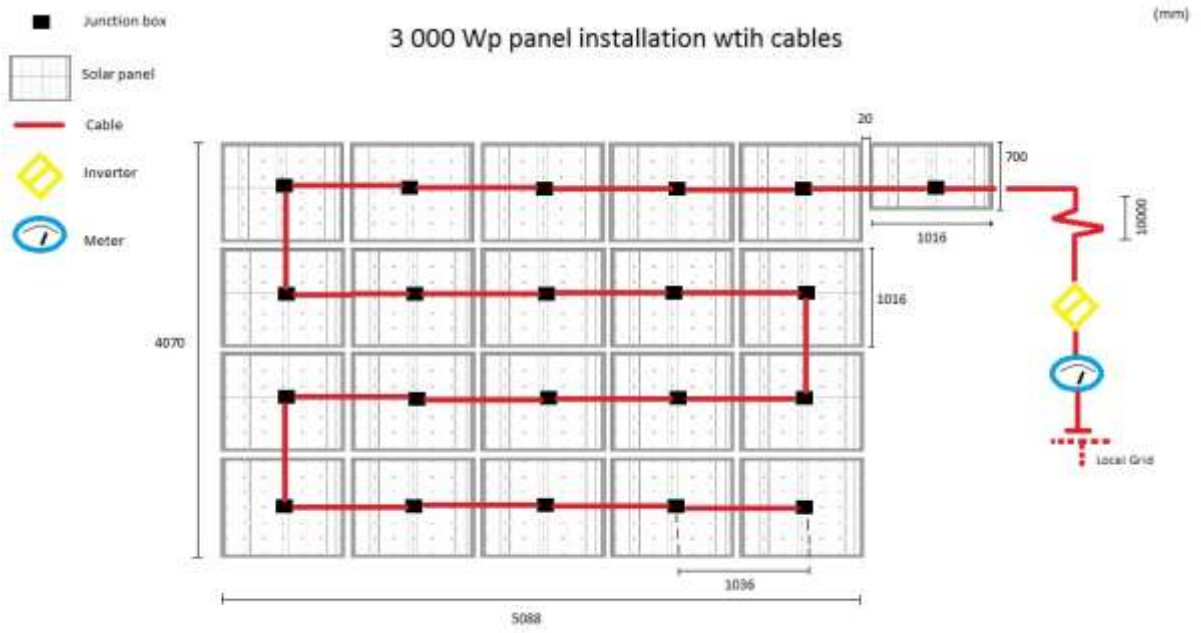 Junction box
(mm)
3 000 Wp panel installation wtih cables
Solar panel
Cable
20
Inverter
700
10000
1016
Meter
1016
4070
Local Grid
1036
5088